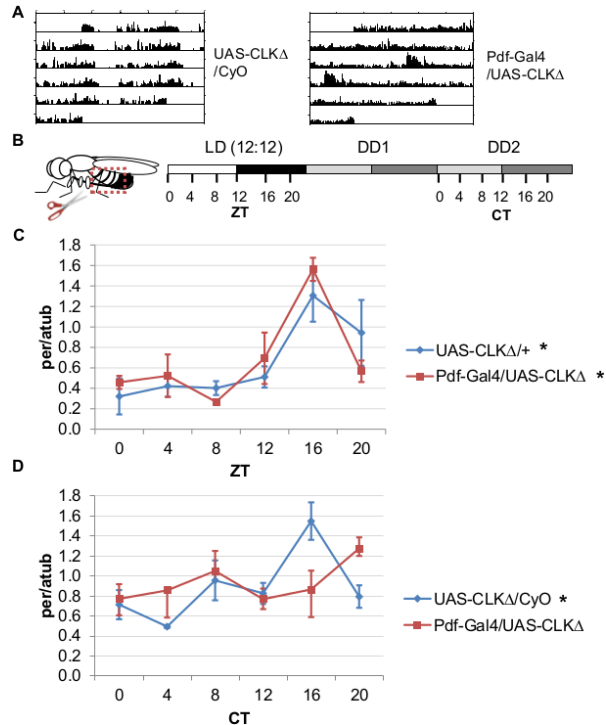 A
UAS-CLKΔ
/CyO
Pdf-Gal4
/UAS-CLKΔ
B
LD (12:12) DD1 DD2
0 4 8 12 16 20 0 4 8 12 16 20
ZT CT
C
per/atub
1.8
1.6
1.4
1.2
1.0
0.8
0.6
0.4
0.2
0.0
0 4 8 12 16 20
ZT
UAS-CLKΔ/+ *
Pdf-Gal4/UAS-CLKΔ *
D
per/atub
1.8
1.6
1.4
1.2
1.0
0.8
0.6
0.4
0.2
0.0
0 4 8 12 16 20
CT
UAS-CLKΔ/CyO *
Pdf-Gal4/UAS-CLKΔ